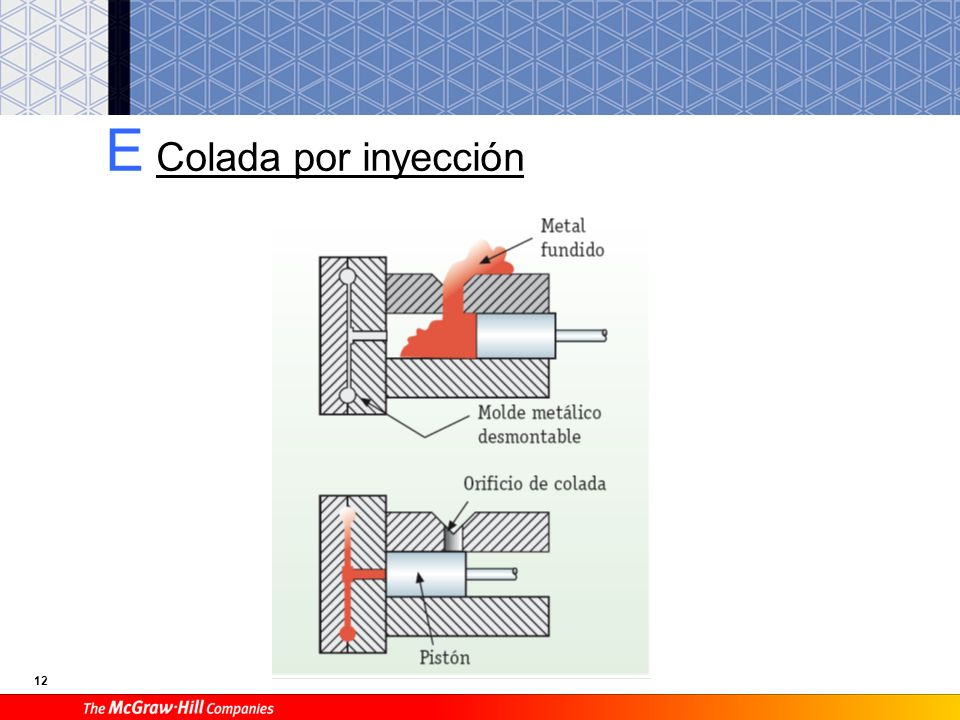 E Colada por inyección
Metal
fundido
Molde metálico
desmontable
Orificio de colada
Pistón
12
The McGraw·Hill Companies